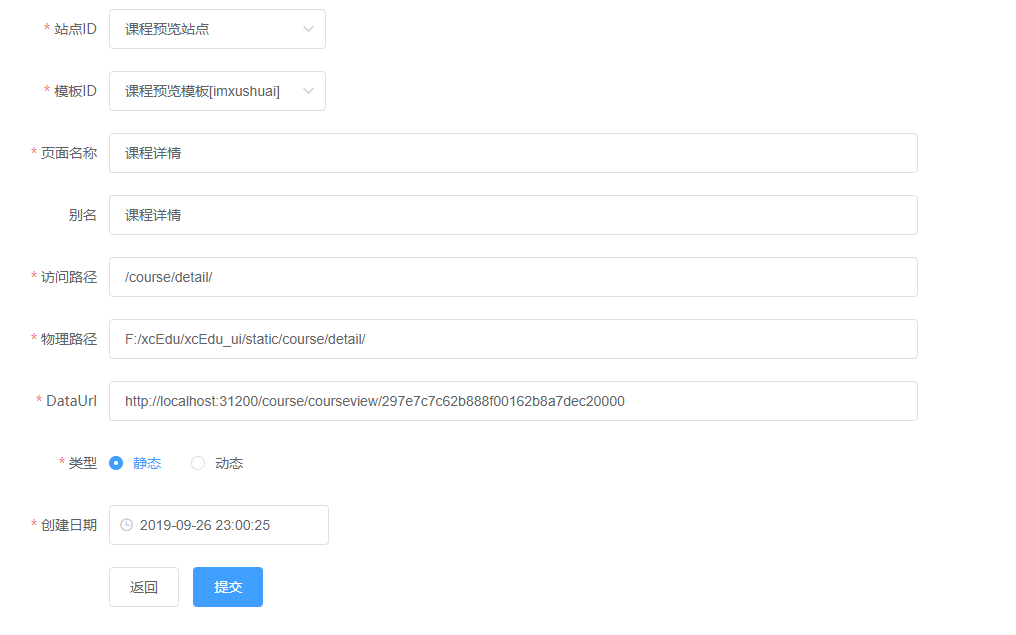 * 站点ID 课程预览站点
* 模板ID 课程预览模板[imxushuai]
* 页面名称 课程详情
别名 课程详情
* 访问路径 /course/detail/
* 物理路径 F:/xcEdu/xcEdu_ui/static/course/detail/
* DataUrl http://localhost:31200/course/courseview/297e7c7c62b888f00162b8a7dec20000
* 类型 静态 动态
* 创建日期 2019-09-26 23:00:25
返回 提交